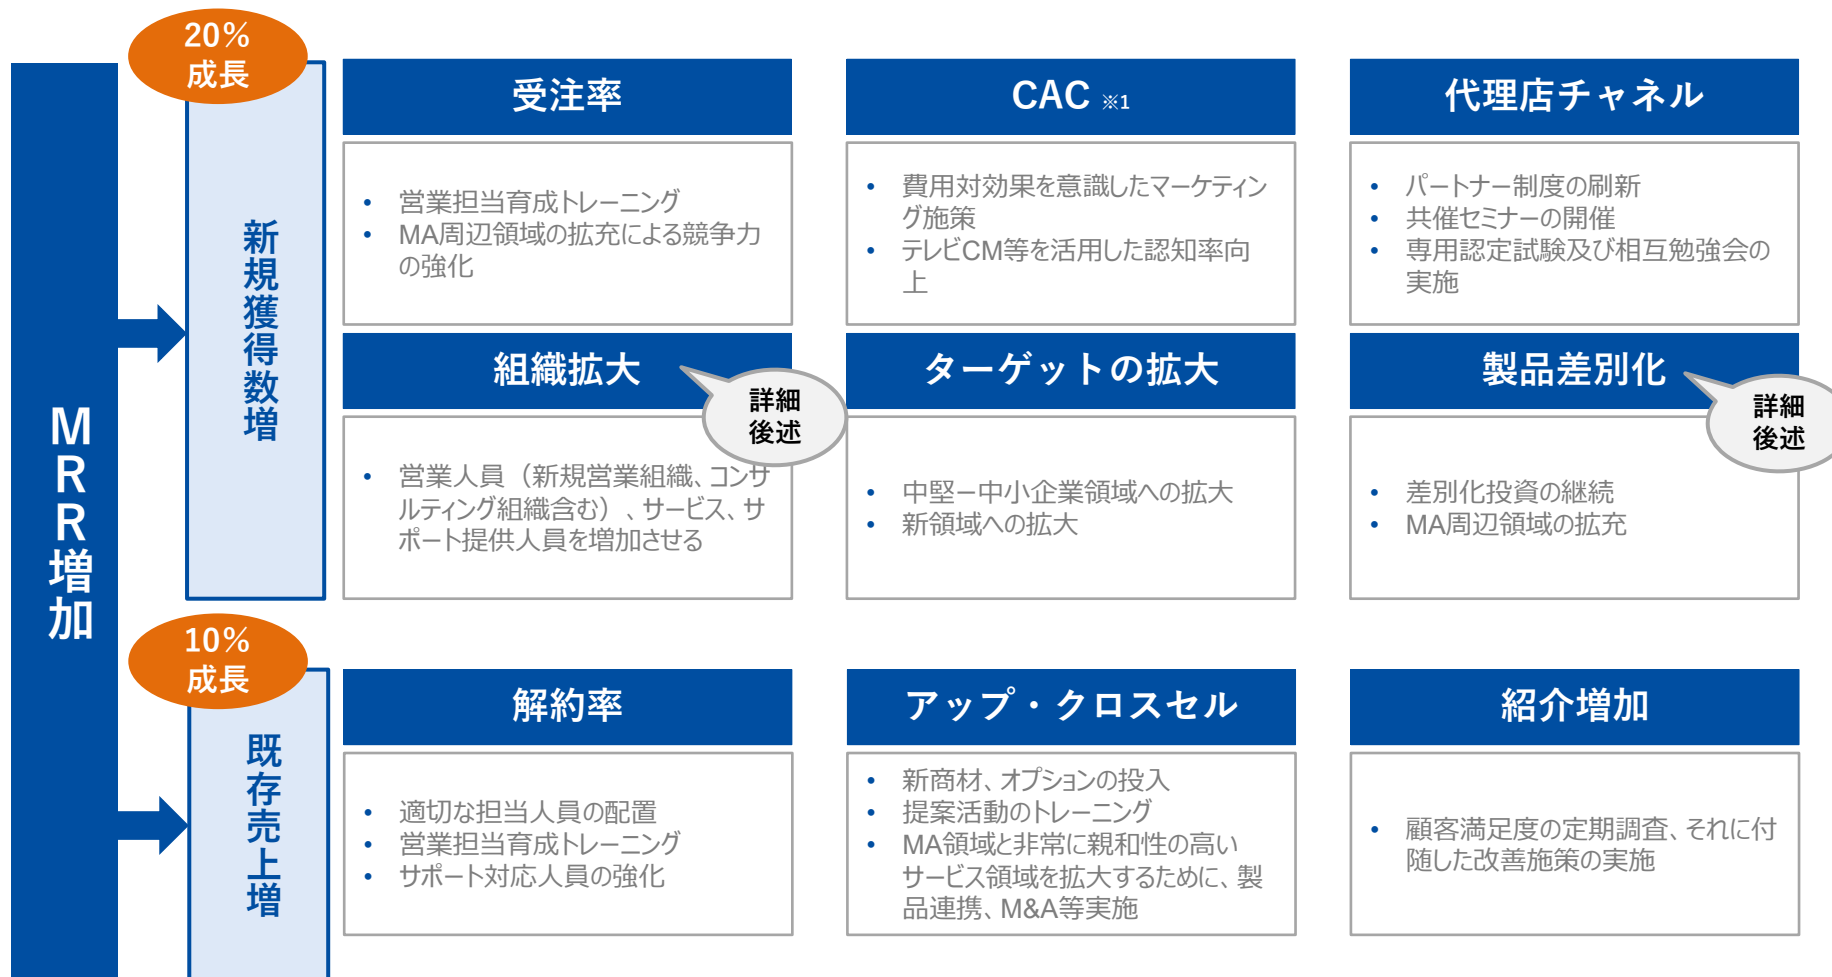 MRR増加
20%
成長
新規獲得数増
受注率
• 営業担当育成トレーニング
• MA周辺領域の拡充による競争力
の強化
CAC ※1
• 費用対効果を意識したマーケティン
グ施策
• テレビCM等を活用した認知率向
上
代理店チャネル
• パートナー制度の刷新
• 共催セミナーの開催
• 専用認定試験及び相互勉強会の
実施
組織拡大
詳細
後述
• 営業人員（新規営業組織、コンサ
ルティング組織含む）、サービス、サ
ポート提供人員を増加させる
ターゲットの拡大
• 中堅ー中小企業領域への拡大
• 新領域への拡大
製品差別化
詳細
後述
• 差別化投資の継続
• MA周辺領域の拡充
10%
成長
既存売上増
解約率
• 適切な担当人員の配置
• 営業担当育成トレーニング
• サポート対応人員の強化
アップ・クロスセル
• 新商材、オプションの投入
• 提案活動のトレーニング
• MA領域と非常に親和性の高い
サービス領域を拡大するために、製
品連携、M&A等実施
紹介増加
• 顧客満足度の定期調査、それに付
随した改善施策の実施